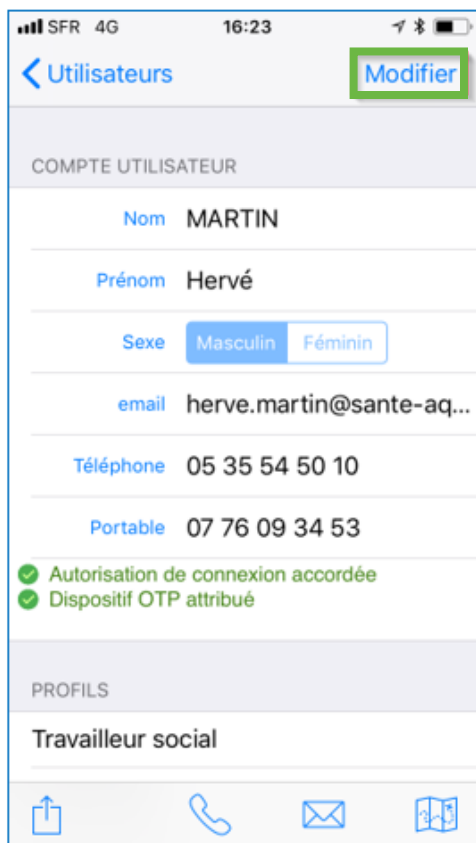 SFR 4G 16:23
Utilisateurs Modifier
COMPTE UTILISATEUR
Nom MARTIN
Prénom Hervé
Sexe Masculin Féminin
email herve.martin@sante-aq...
Téléphone 05 35 54 50 10
Portable 07 76 09 34 53
Autorisation de connexion accordée
Dispositif OTP attribué
PROFILS
Travailleur social